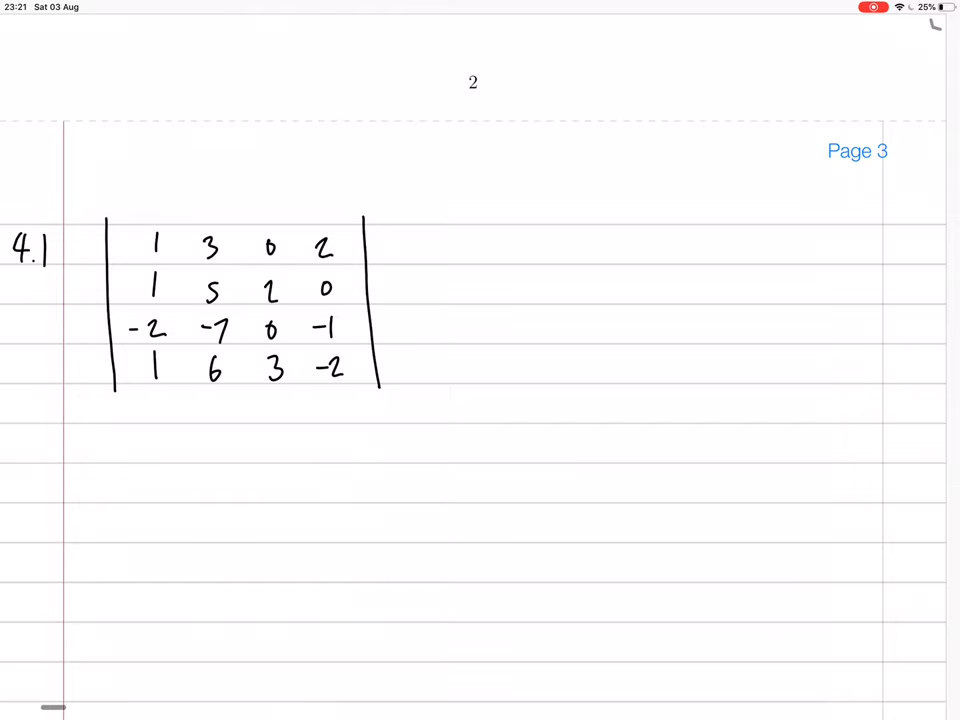 23:21 Sat 03 Aug 25%
2
Page 3
4.1
1 3 0 2
1 5 2 0
-2 -7 0 -1
1 6 3 -2